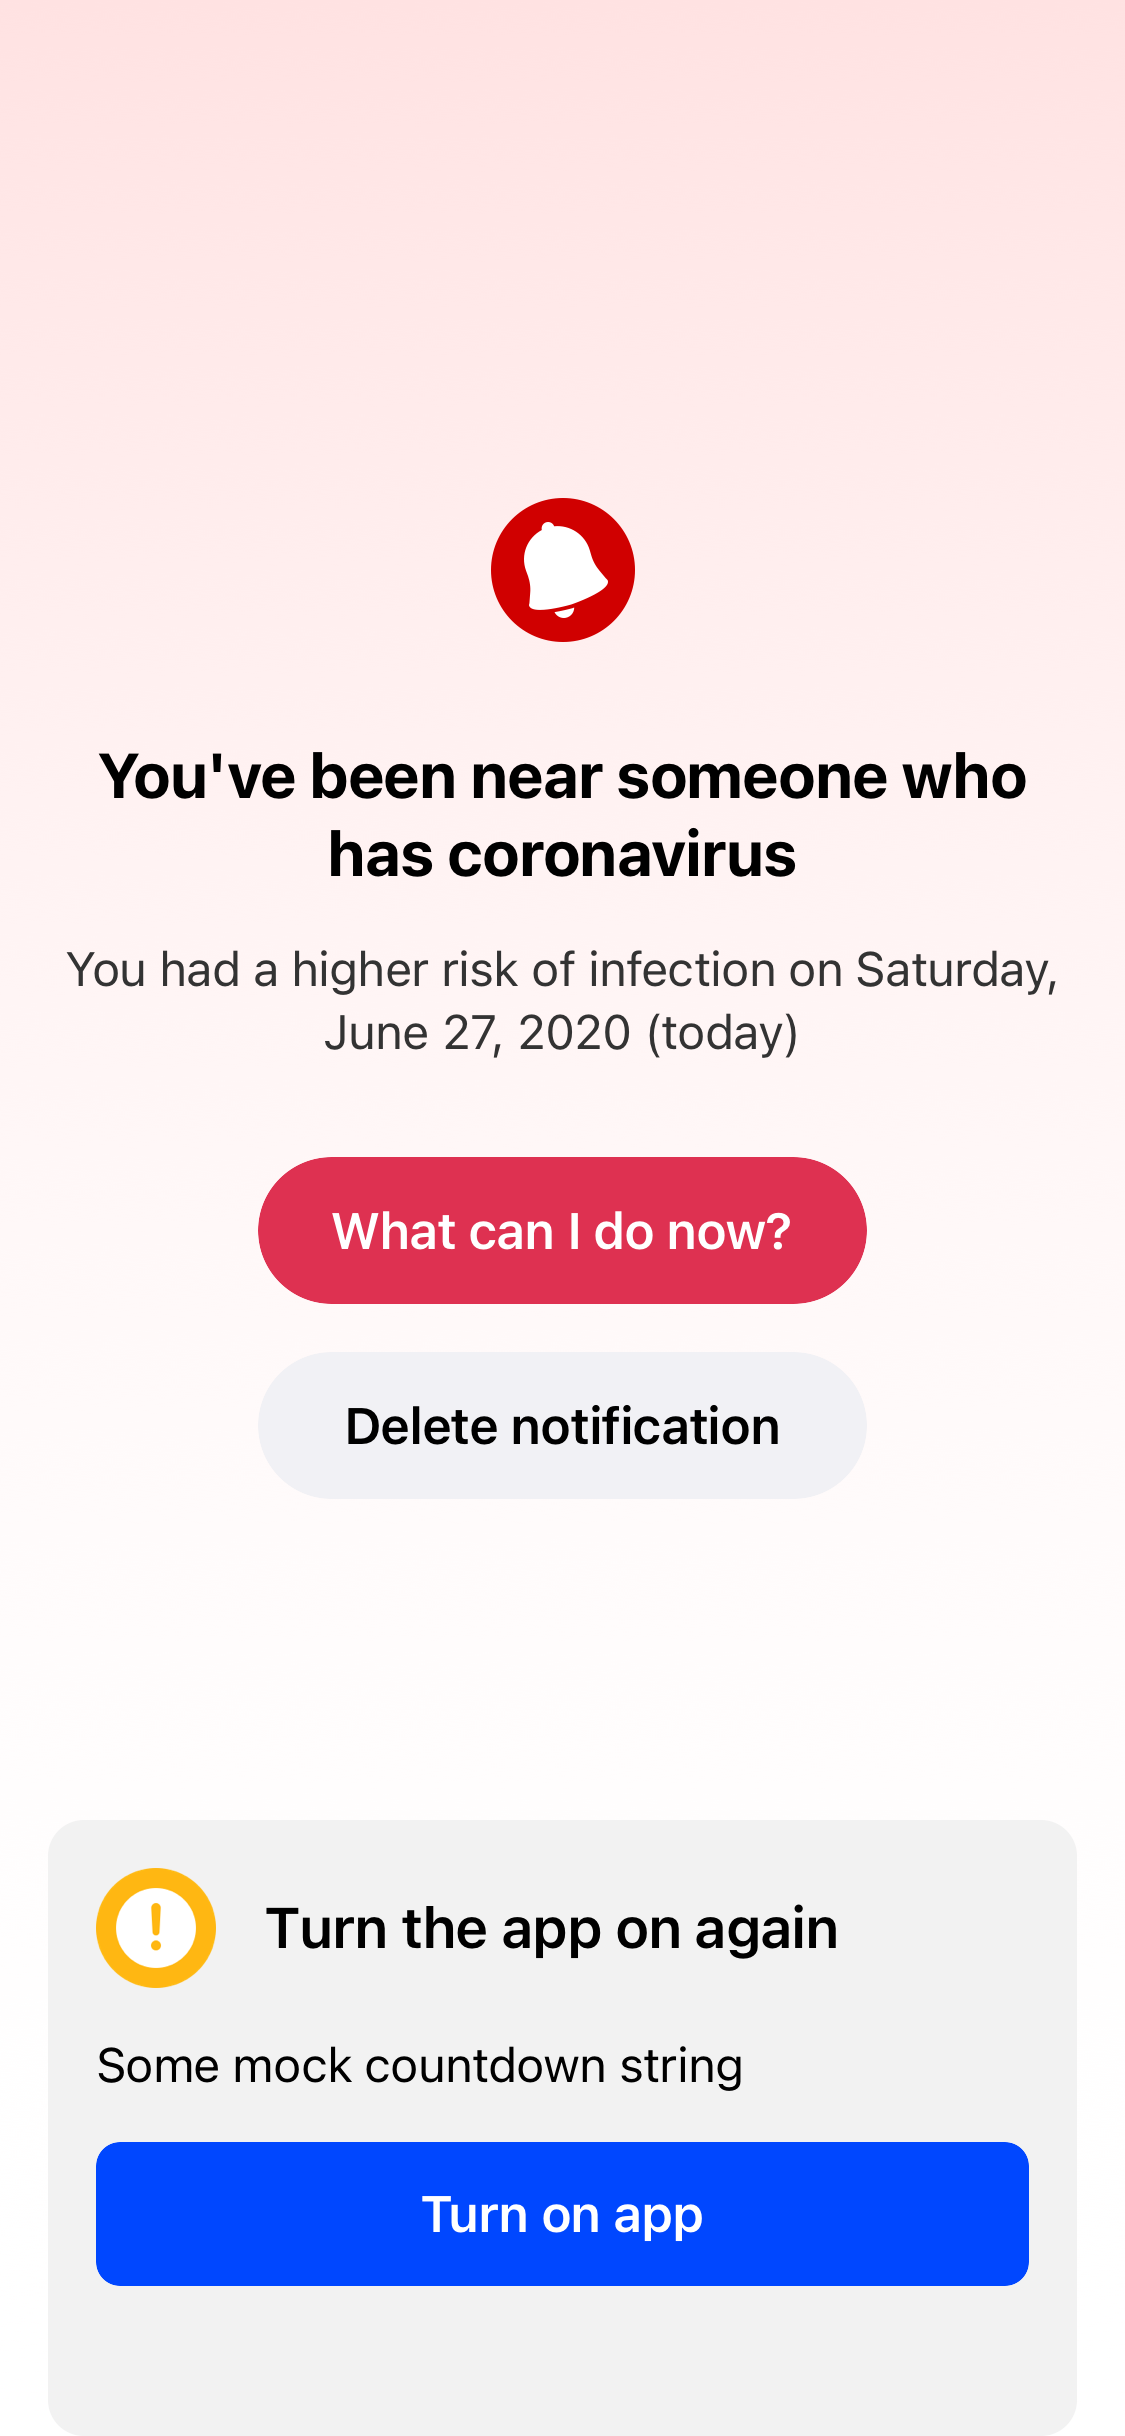 You've been near someone who
has coronavirus
You had a higher risk of infection on Saturday,
June 27, 2020 (today)
What can I do now?
Delete notification
Turn the app on again
Some mock countdown string
Turn on app